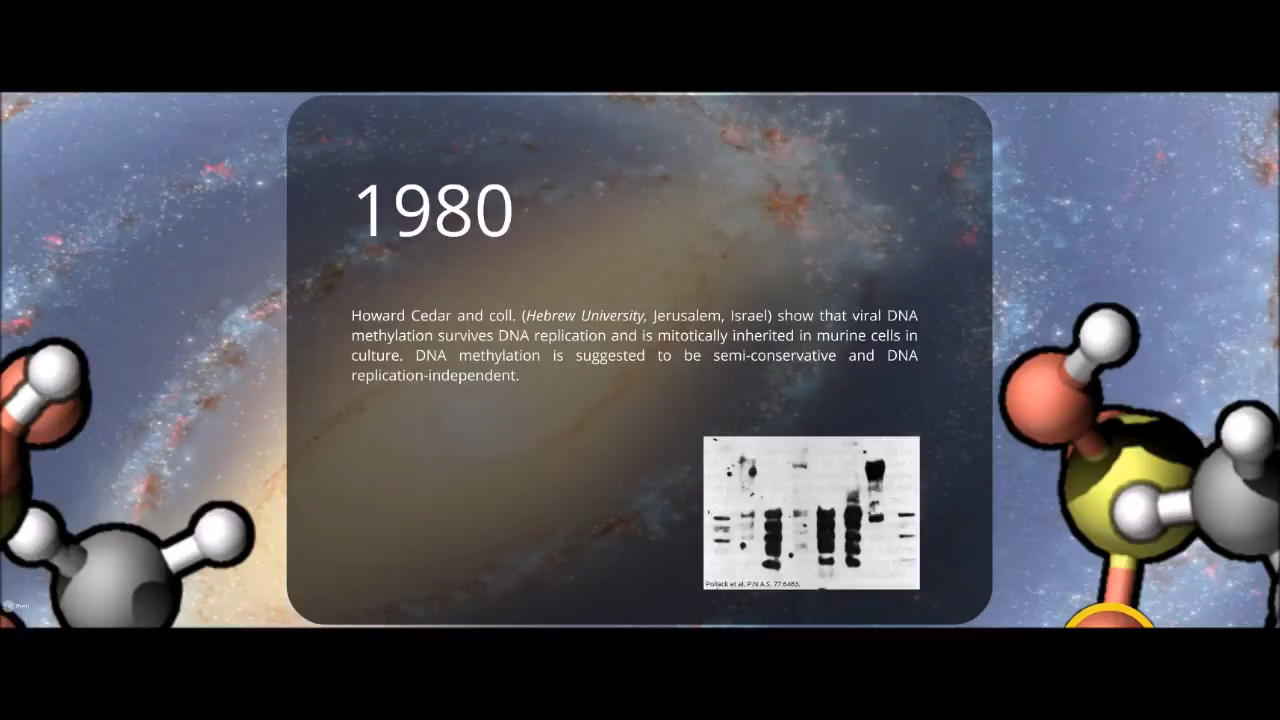 1980
Howard Cedar and coll. (Hebrew University, Jerusalem, Israel) show that viral DNA
methylation survives DNA replication and is mitotically inherited in murine cells in
culture. DNA methylation is suggested to be semi-conservative and DNA
replication-independent.
Pollack et al. P.N.A.S. 77:6463.
Prezi